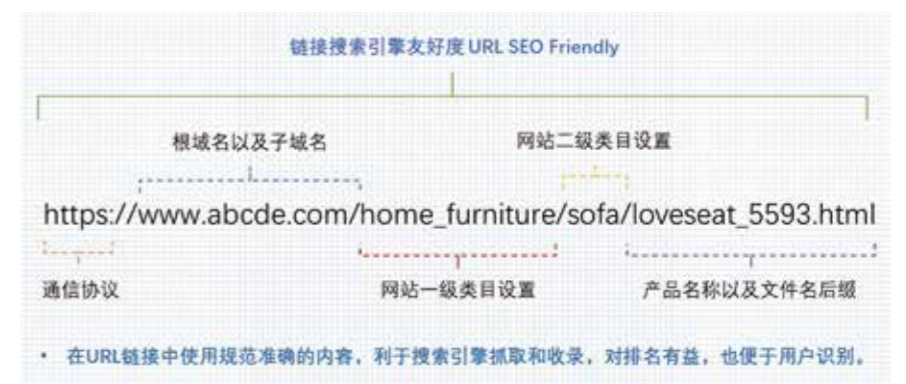 链接搜索引擎友好度 URL SEO Friendly
根域名以及子域名
网站二级类目设置
https://www.abcde.com/home_furniture/sofa/loveseat_5593.html
通信协议
网站一级类目设置
产品名称以及文件名后缀
• 在URL链接中使用规范准确的内容，利于搜索引擎抓取和收录，对排名有益，也便于用户识别。